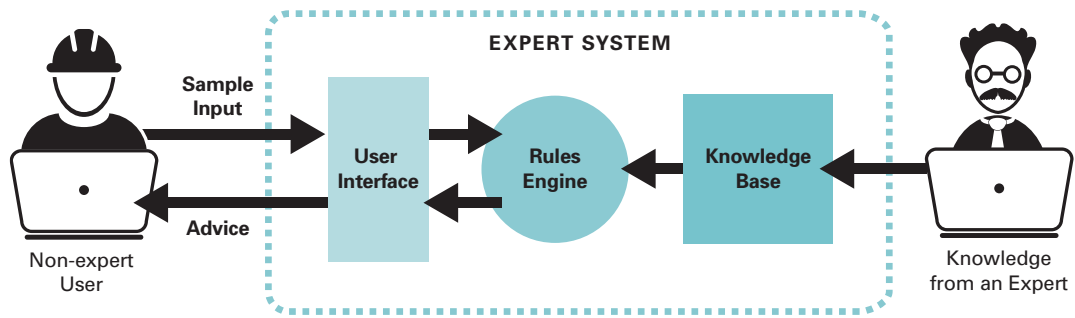 EXPERT SYSTEM
Sample
Input
User
Interface
Rules
Engine
Knowledge
Base
Advice
Non-expert
User
Knowledge
from an Expert